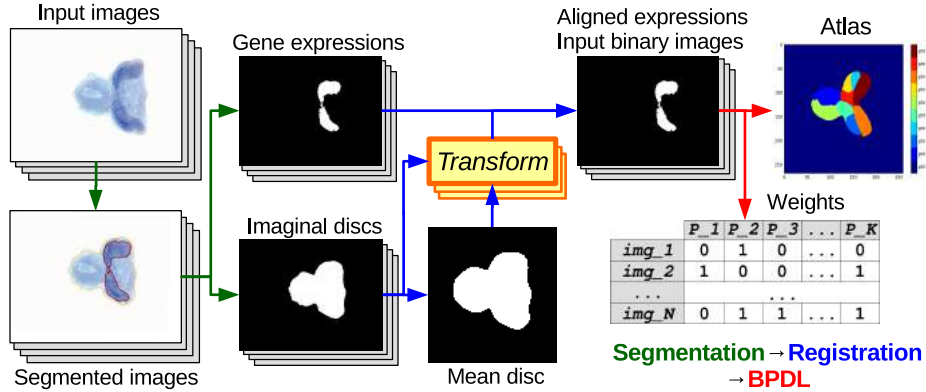 Input images
Gene expressions
Aligned expressions
Input binary images
Atlas
Transform
Imaginal discs
Segmented images
Mean disc
Weights
P_1 P_2 P_3 ... P_K
img_1 0 1 0 ... 0
img_2 1 0 0 ... 1
... ...
img_N 0 1 1 ... 1
Segmentation→Registration
→BPDL